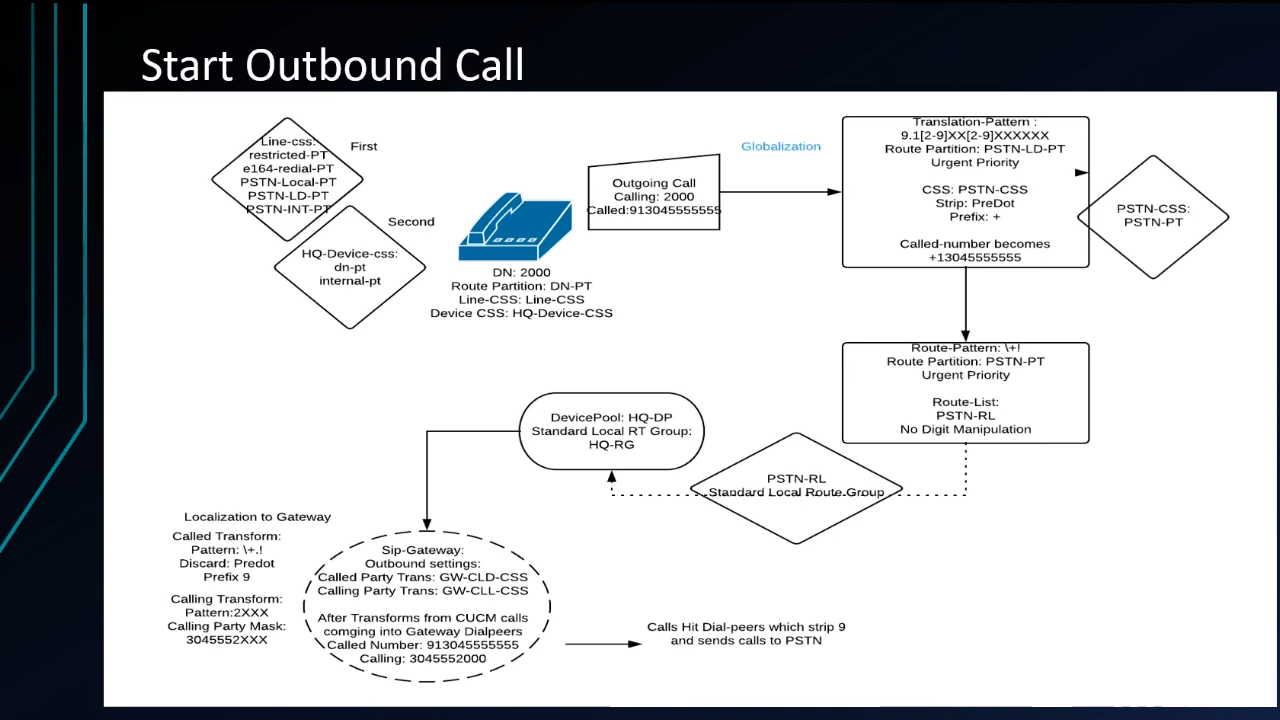 Start Outbound Call
Line-css:
restricted-PT
e164-redial-PT
PSTN-Local-PT
PSTN-LD-PT
PSTN-INT-PT
First
Second
HQ-Device-css:
dn-pt
internal-pt
DN: 2000
Route Partition: DN-PT
Line-CSS: Line-CSS
Device CSS: HQ-Device-CSS
Outgoing Call
Calling: 2000
Called:913045555555
Globalization
Translation-Pattern :
9.1[2-9]XX[2-9]XXXXXX
Route Partition: PSTN-LD-PT
Urgent Priority
CSS: PSTN-CSS
Strip: PreDot
Prefix: +
Called-number becomes
+13045555555
PSTN-CSS:
PSTN-PT
Route-Pattern: \+!
Route Partition: PSTN-PT
Urgent Priority
Route-List:
PSTN-RL
No Digit Manipulation
PSTN-RL
Standard Local Route Group
DevicePool: HQ-DP
Standard Local RT Group:
HQ-RG
Localization to Gateway
Called Transform:
Pattern: \+.!
Discard: Predot
Prefix 9
Calling Transform:
Pattern:2XXX
Calling Party Mask:
3045552XXX
Sip-Gateway:
Outbound settings:
Called Party Trans: GW-CLD-CSS
Calling Party Trans: GW-CLL-CSS
After Transforms from CUCM calls
comging into Gateway Dialpeers
Called Number: 913045555555
Calling: 3045552000
Calls Hit Dial-peers which strip 9
and sends calls to PSTN